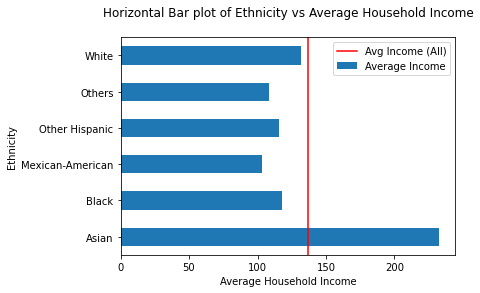 Horizontal Bar plot of Ethnicity vs Average Household Income
Avg Income (All)
Average Income
White
Others
Other Hispanic
Mexican-American
Black
Asian
Ethnicity
0
50
100
150
200
Average Household Income